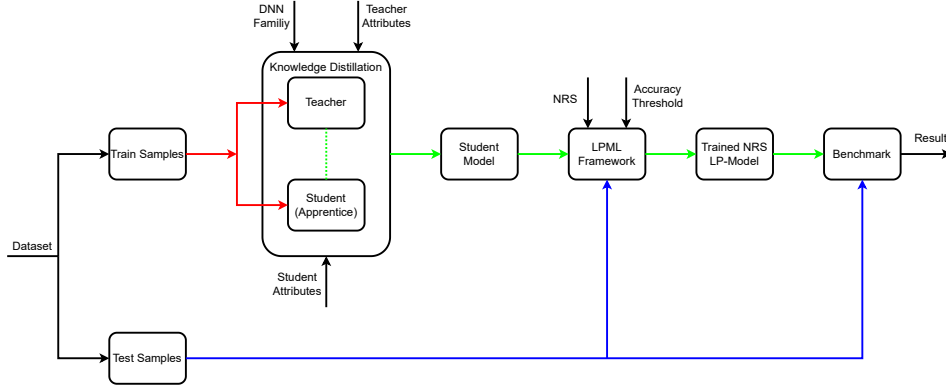 DNN
Familiy
Teacher
Attributes
Knowledge Distillation
Teacher
NRS
Accuracy
Threshold
Train Samples
Student
Model
LPML
Framework
Trained NRS
LP-Model
Benchmark
Result
Student
(Apprentice)
Dataset
Student
Attributes
Test Samples